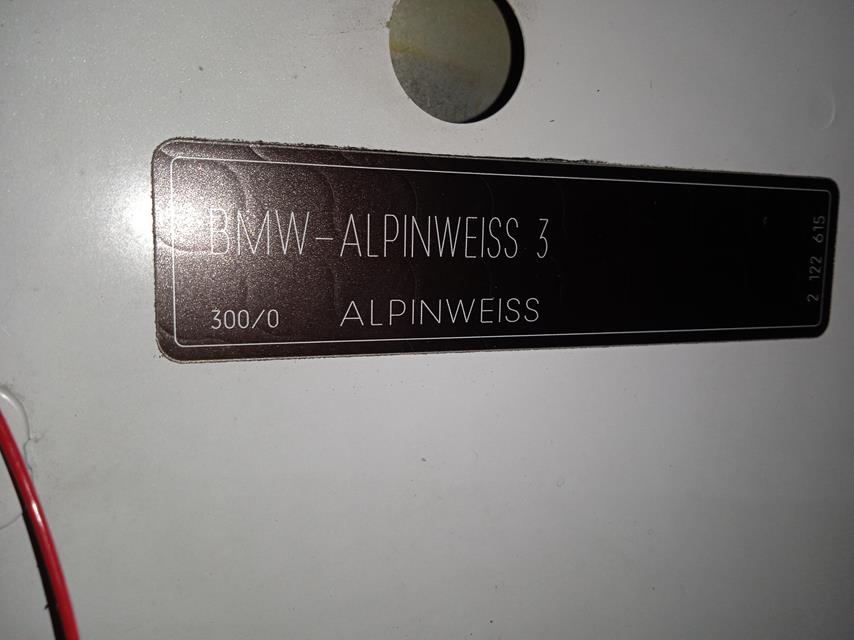 BMW-ALPINWEISS 3
300/0 ALPINWEISS
2 122 615